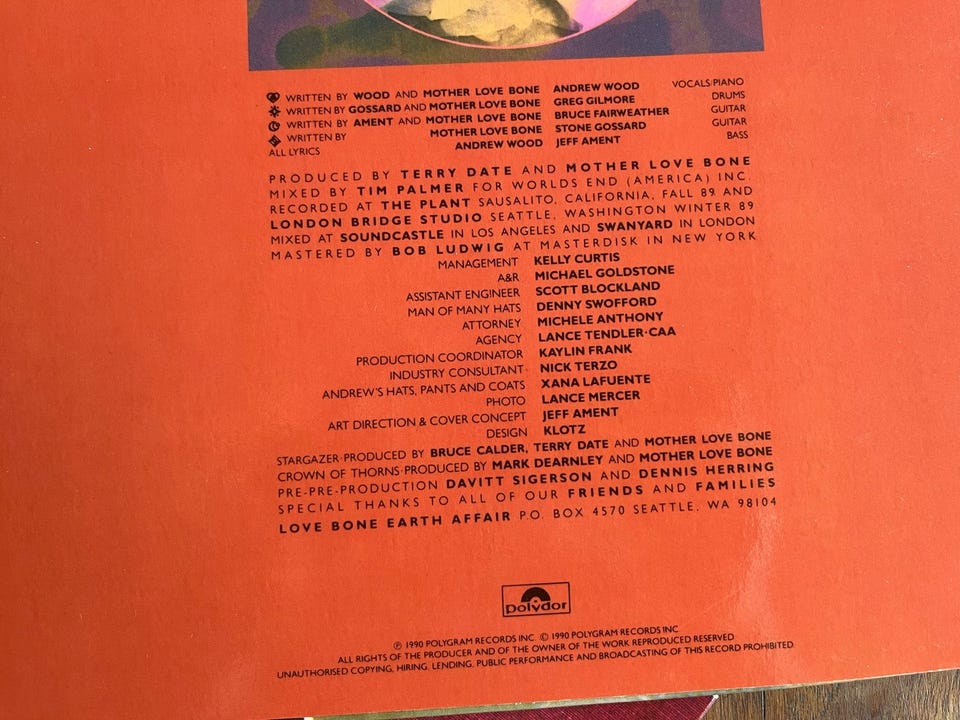 WRITTEN BY WOOD AND MOTHER LOVE BONE ANDREW WOOD VOCALS/PIANO
WRITTEN BY GOSSARD AND MOTHER LOVE BONE GREG GILMORE DRUMS
WRITTEN BY AMENT AND MOTHER LOVE BONE BRUCE FAIRWEATHER GUITAR
WRITTEN BY MOTHER LOVE BONE STONE GOSSARD GUITAR
ALL LYRICS ANDREW WOOD JEFF AMENT BASS
PRODUCED BY TERRY DATE AND MOTHER LOVE BONE
MIXED BY TIM PALMER FOR WORLDS END (AMERICA) INC.
RECORDED AT THE PLANT SAUSALITO, CALIFORNIA, FALL 89 AND
LONDON BRIDGE STUDIO SEATTLE, WASHINGTON WINTER 89
MIXED AT SOUNDCASTLE IN LOS ANGELES AND SWANYARD IN LONDON
MASTERED BY BOB LUDWIG AT MASTERDISK IN NEW YORK
MANAGEMENT KELLY CURTIS
A&R MICHAEL GOLDSTONE
ASSISTANT ENGINEER SCOTT BLOCKLAND
MAN OF MANY HATS DENNY SWOFFORD
ATTORNEY MICHELE ANTHONY
AGENCY LANCE TENDLER·CAA
PRODUCTION COORDINATOR KAYLIN FRANK
INDUSTRY CONSULTANT NICK TERZO
ANDREW'S HATS, PANTS AND COATS XANA LAFUENTE
PHOTO LANCE MERCER
ART DIRECTION & COVER CONCEPT JEFF AMENT
DESIGN KLOTZ
STARGAZER·PRODUCED BY BRUCE CALDER, TERRY DATE AND MOTHER LOVE BONE
CROWN OF THORNS·PRODUCED BY MARK DEARNLEY AND MOTHER LOVE BONE
PRE-PRE-PRODUCTION DAVITT SIGERSON AND DENNIS HERRING
SPECIAL THANKS TO ALL OF OUR FRIENDS AND FAMILIES
LOVE BONE EARTH AFFAIR P.O. BOX 4570 SEATTLE, WA 98104
polydor
℗ 1990 POLYGRAM RECORDS INC. © 1990 POLYGRAM RECORDS INC.
ALL RIGHTS OF THE PRODUCER AND OF THE OWNER OF THE WORK REPRODUCED RESERVED
UNAUTHORISED COPYING, HIRING, LENDING, PUBLIC PERFORMANCE AND BROADCASTING OF THIS RECORD PROHIBITED.